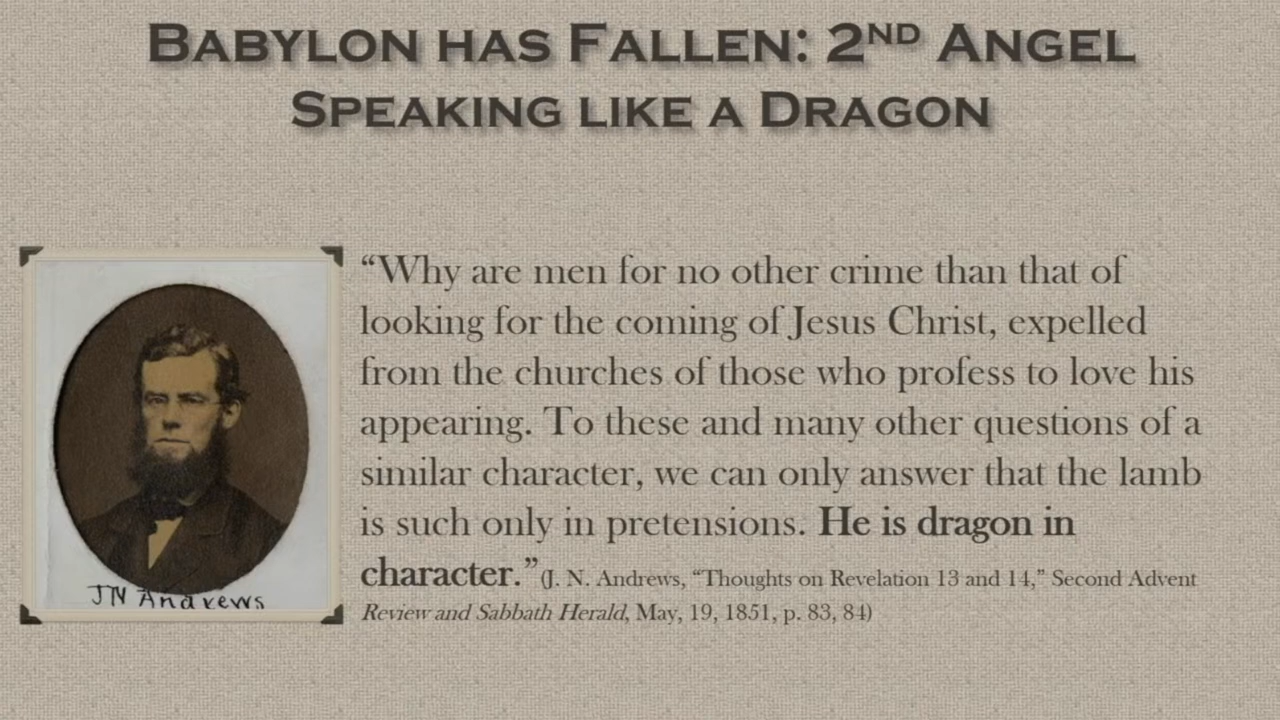 BABYLON HAS FALLEN: 2ND ANGEL
SPEAKING LIKE A DRAGON
“Why are men for no other crime than that of
looking for the coming of Jesus Christ, expelled
from the churches of those who profess to love his
appearing. To these and many other questions of a
similar character, we can only answer that the lamb
is such only in pretensions. He is dragon in
character.”(J. N. Andrews, “Thoughts on Revelation 13 and 14,” Second Advent
Review and Sabbath Herald, May, 19, 1851, p. 83, 84)
JN Andrews